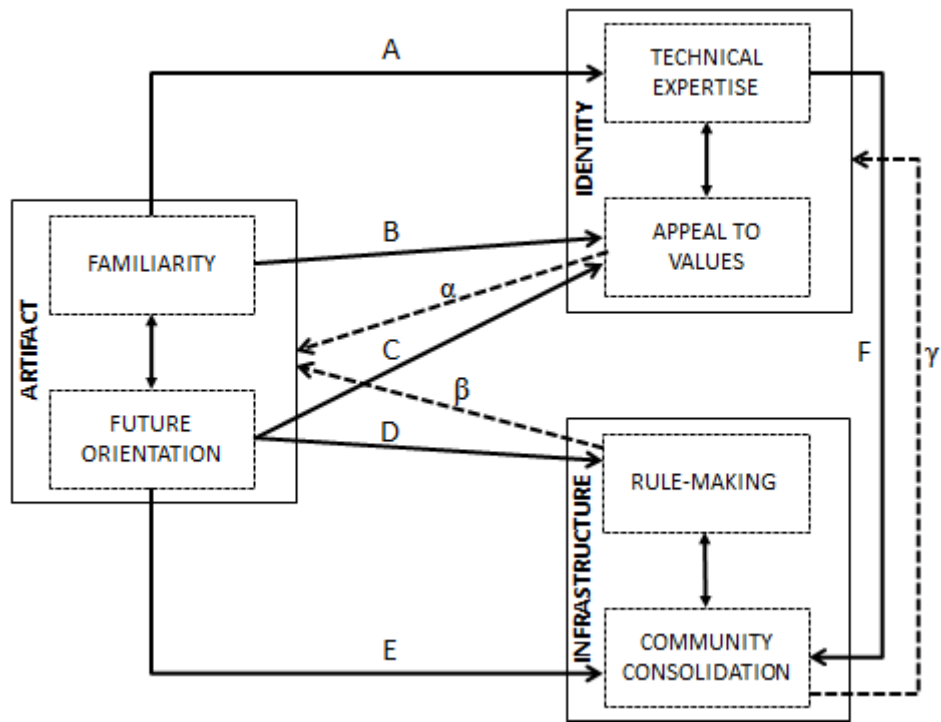 A
TECHNICAL
EXPERTISE
IDENTITY
B
APPEAL TO
VALUES
FAMILIARITY
ARTIFACT
α
C
F
γ
β
FUTURE
ORIENTATION
D
RULE-MAKING
INFRASTRUCTURE
E
COMMUNITY
CONSOLIDATION